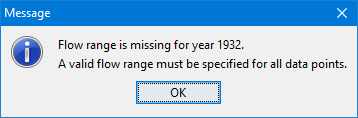 Message
Flow range is missing for year 1932.
A valid flow range must be specified for all data points.
OK